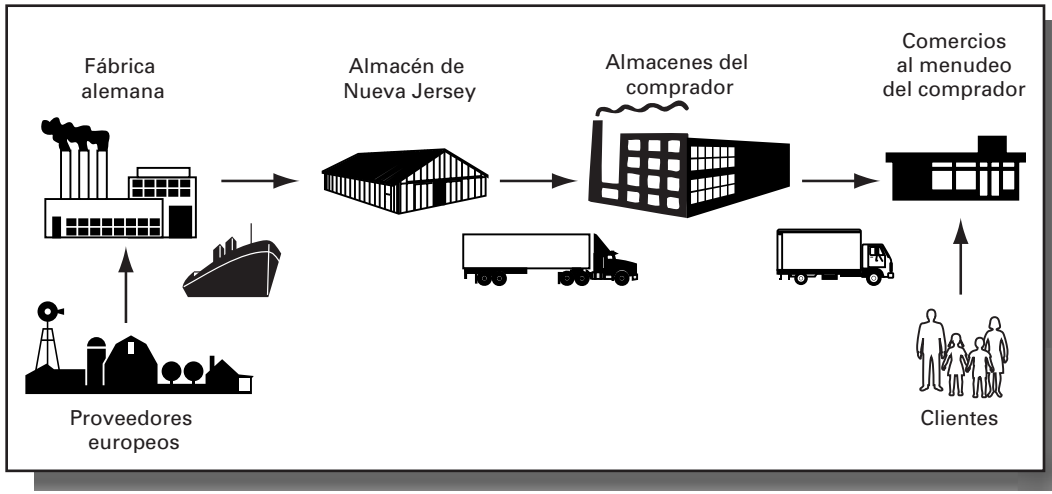 Fábrica
alemana
Almacén de
Nueva Jersey
Almacenes del
comprador
Comercios
al menudeo
del comprador
Proveedores
europeos
Clientes